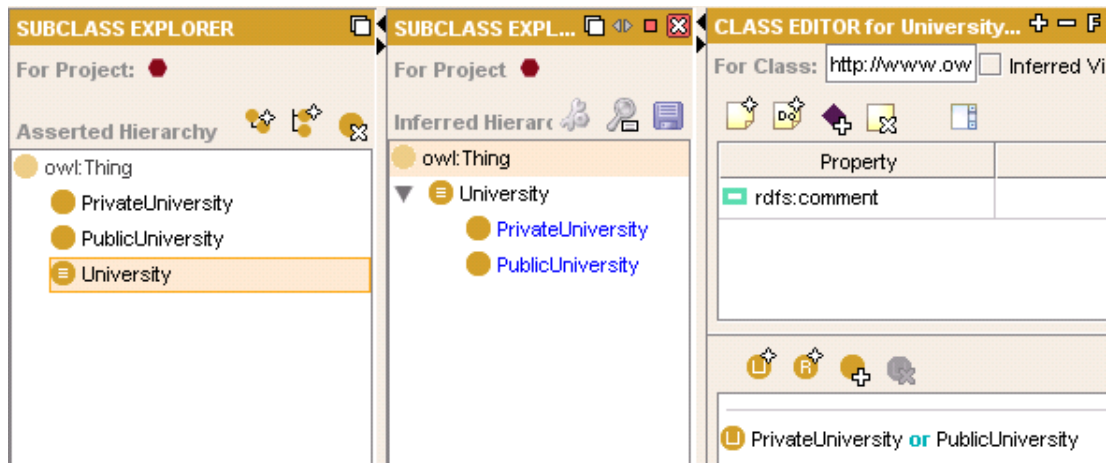 SUBCLASS EXPLORER
For Project:
Asserted Hierarchy
owl:Thing
PrivateUniversity
PublicUniversity
University
SUBCLASS EXPL...
For Project
Inferred Hierarc
owl:Thing
University
PrivateUniversity
PublicUniversity
CLASS EDITOR for University... F
For Class: http://www.ow Inferred Vi
Property
rdfs:comment
PrivateUniversity or PublicUniversity